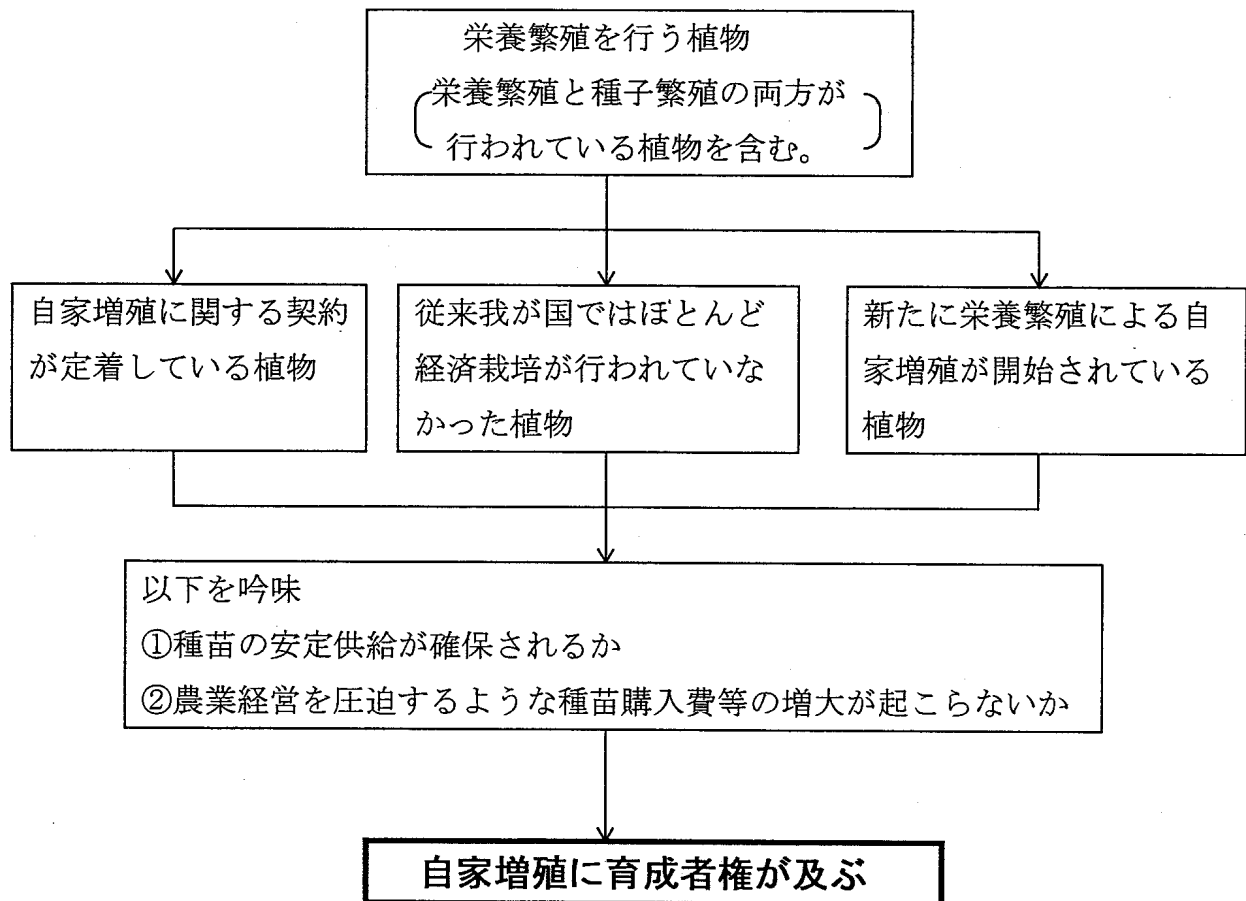 栄養繁殖を行う植物
栄養繁殖と種子繁殖の両方が
行われている植物を含む。
自家増殖に関する契約
が定着している植物
従来我が国ではほとんど
経済栽培が行われていな
かった植物
新たに栄養繁殖による自
家増殖が開始されている
植物
以下を吟味
①種苗の安定供給が確保されるか
②農業経営を圧迫するような種苗購入費等の増大が起こらないか
自家増殖に育成者権が及ぶ